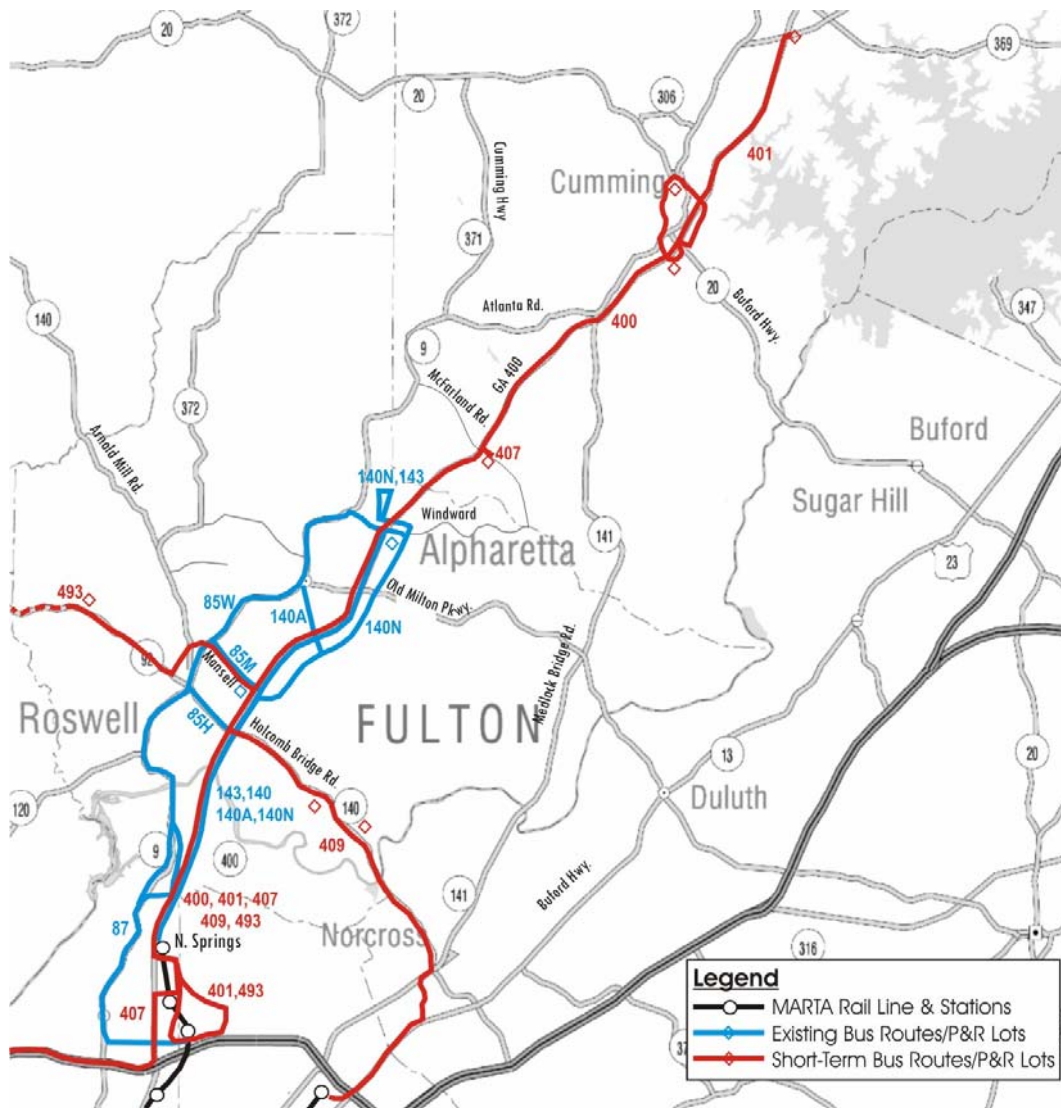 372
20
369
20
306
401
Cumming
Cumming Hwy
371
20
Buford Hwy.
347
140
Atlanta Rd.
400
9
GA 400
McFarland Rd.
372
Arnold Mill Rd.
407
Buford
140N,143
Sugar Hill
Windward
Alpharetta
141
23
493
85W
140A
Old Milton Pkwy.
140N
92
85M
Mansell
Medlock Bridge Rd.
Roswell
85H
FULTON
Holcomb Bridge Rd.
13
20
143,140
140A,140N
Duluth
120
140
409
9
400
Buford Hwy.
400, 401, 407
409, 493
141
87
N. Springs
Norcross
316
401,493
407
Legend
MARTA Rail Line & Stations
Existing Bus Routes/P&R Lots
Short-Term Bus Routes/P&R Lots